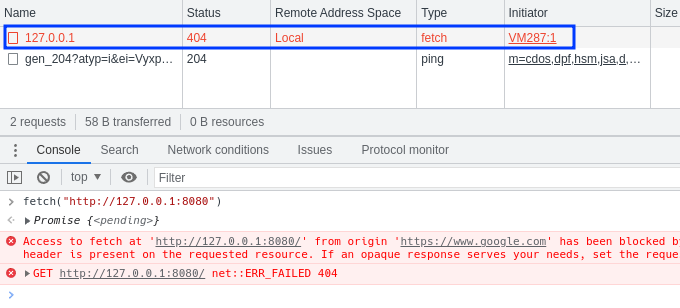 Name Status Remote Address Space Type Initiator Size
127.0.0.1 404 Local fetch VM287:1
gen_204?atyp=i&ei=Vyxp… 204 ping m=cdos,dpf,hsm,jsa,d,…
2 requests 58 B transferred 0 B resources
Console Search Network conditions Issues Protocol monitor
top Filter
fetch("http://127.0.0.1:8080")
Promise {<pending>}
Access to fetch at 'http://127.0.0.1:8080/' from origin 'https://www.google.com' has been blocked by
header is present on the requested resource. If an opaque response serves your needs, set the reque
GET http://127.0.0.1:8080/ net::ERR_FAILED 404